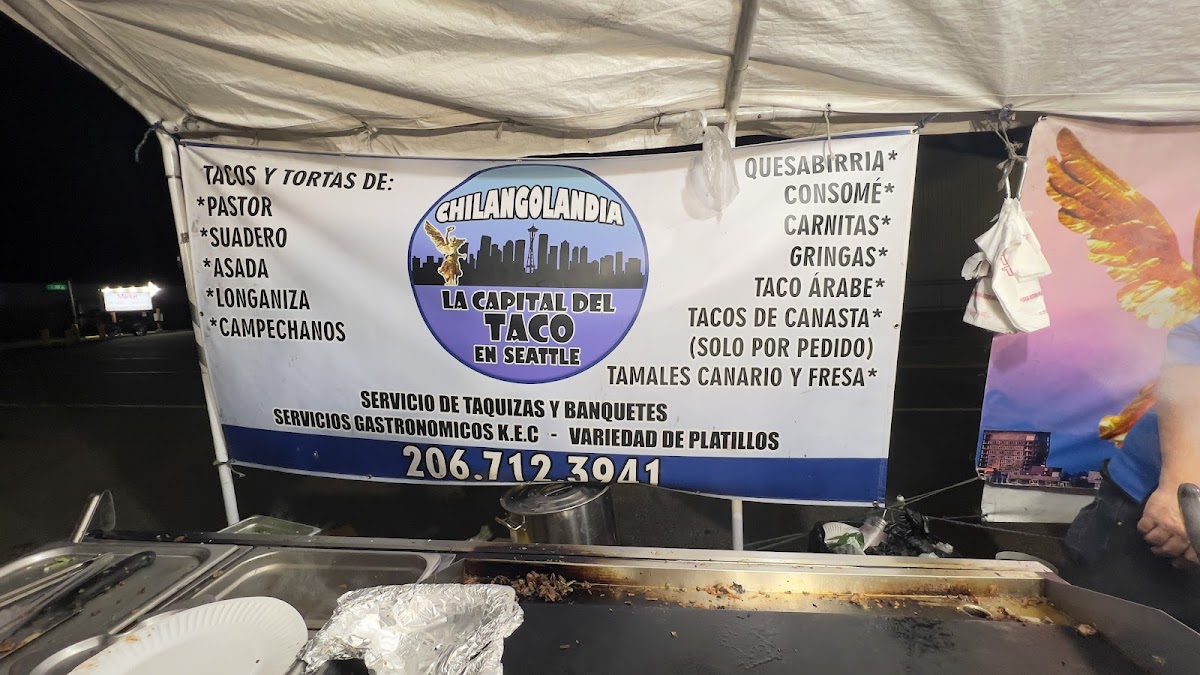 TACOS Y TORTAS DE:
*PASTOR
*SUADERO
*ASADA
*LONGANIZA
*CAMPECHANOS
CHILANGOLANDIA
LA CAPITAL DEL
TACO
EN SEATTLE
QUESABIRRIA*
CONSOMÉ*
CARNITAS*
GRINGAS*
TACO ÁRABE*
TACOS DE CANASTA*
(SOLO POR PEDIDO)
TAMALES CANARIO Y FRESA*
SERVICIO DE TAQUIZAS Y BANQUETES
SERVICIOS GASTRONOMICOS K.E.C - VARIEDAD DE PLATILLOS
206.712.3941